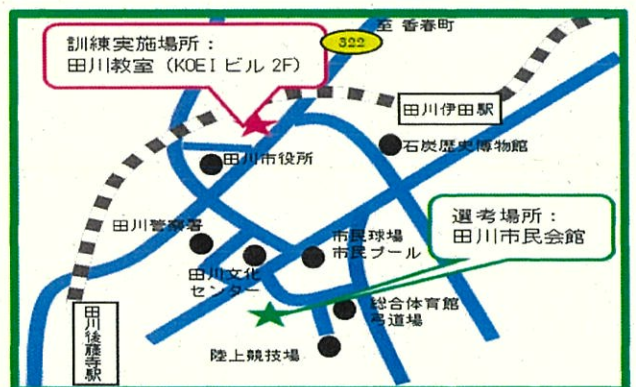 至 香春町
322
訓練実施場所：
田川教室（KOEI ビル 2F）
田川伊田駅
石炭歴史博物館
田川市役所
選考場所：
田川市民会館
田川警察署
市民球場
市民プール
田川文化
センター
総合体育館
弓道場
陸上競技場
田川後藤寺駅